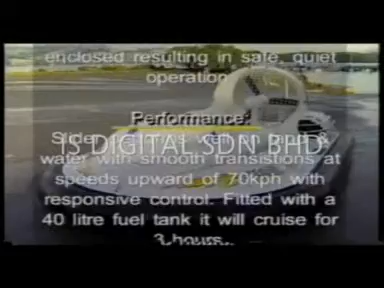 enclosed resulting in safe, quiet
operation
Performance:
IS DIGITAL SDN BHD
water with smooth transistions at
speeds upward of 70kph with
responsive control. Fitted with a
40 litre fuel tank it will cruise for
3 hours..